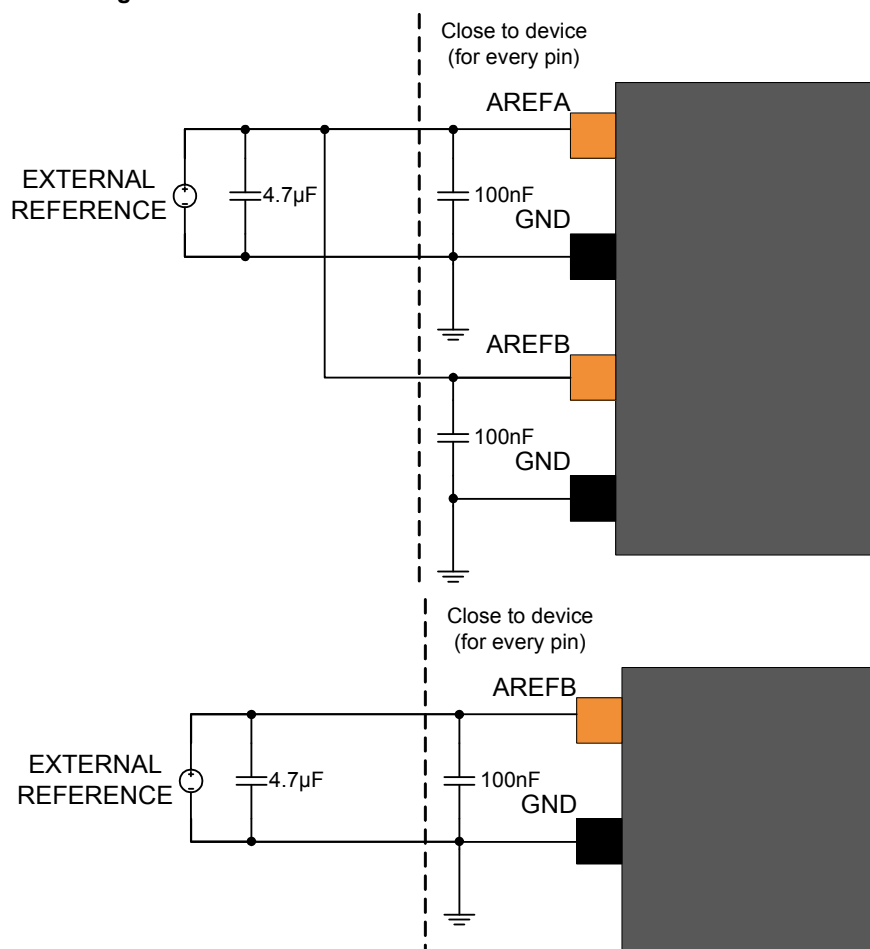 Close to device
(for every pin)
AREFA
EXTERNAL
REFERENCE
4.7µF
100nF
GND
AREFB
100nF
GND
Close to device
(for every pin)
AREFB
EXTERNAL
REFERENCE
4.7µF
100nF
GND